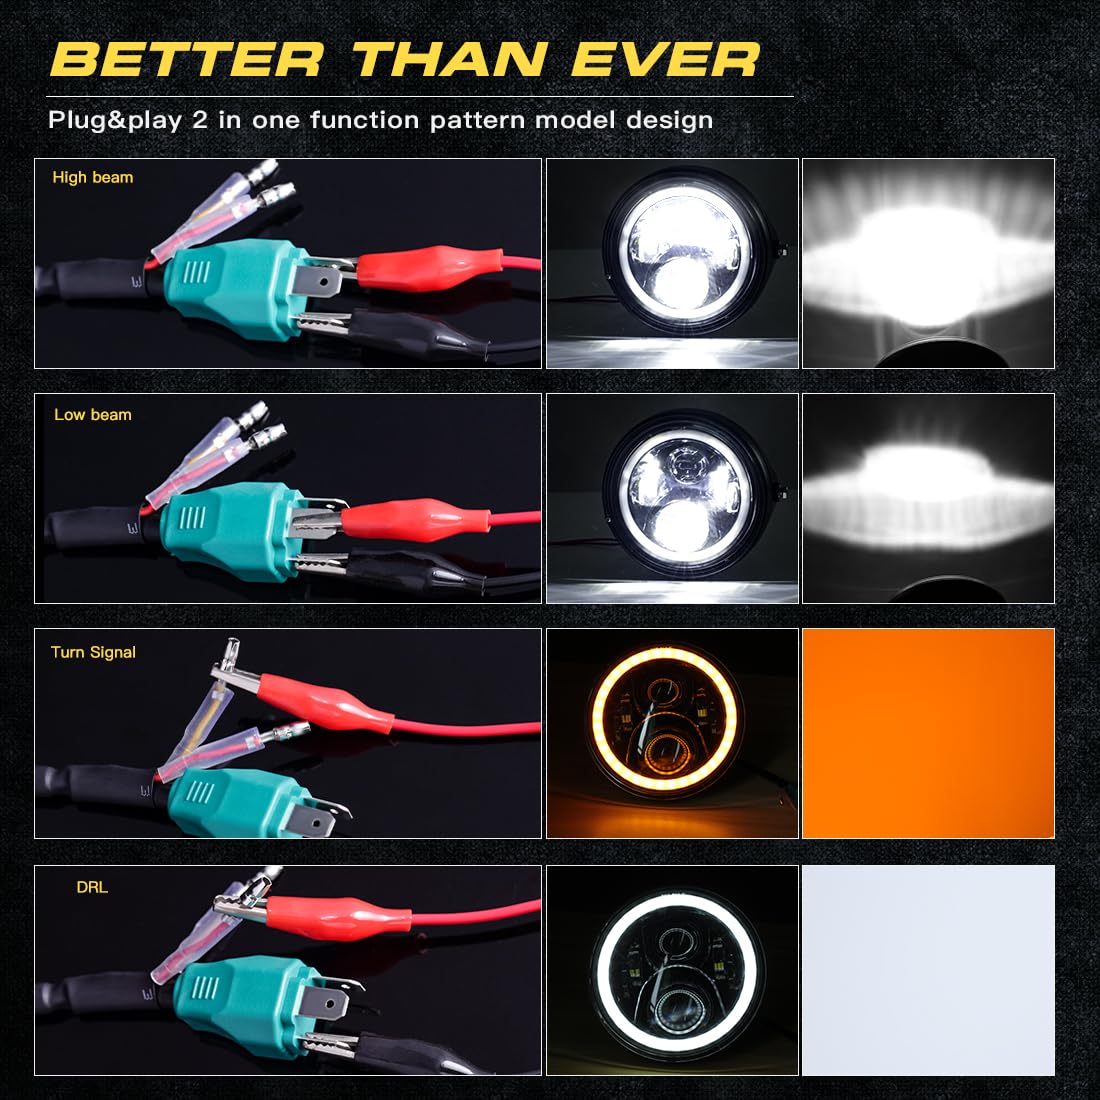 BETTER THAN EVER
Plug&play 2 in one function pattern model design
High beam
Low beam
Turn Signal
DRL